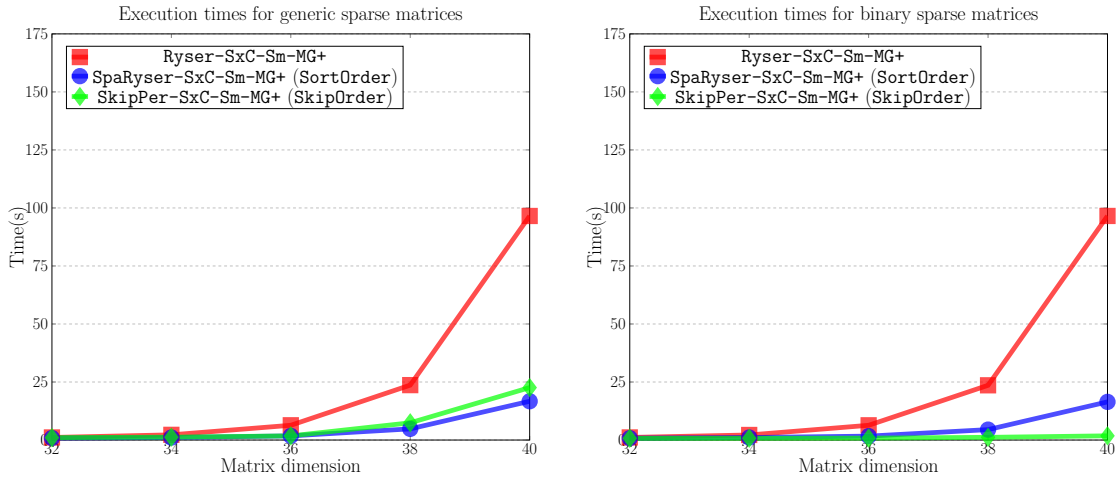 Execution times for generic sparse matrices
Ryser-SxC-Sm-MG+
SpaRyser-SxC-Sm-MG+ (SortOrder)
SkipPer-SxC-Sm-MG+ (SkipOrder)
175
150
125
100
75
50
25
0
Time(s)
32 34 36 38 40
Matrix dimension
Execution times for binary sparse matrices
Ryser-SxC-Sm-MG+
SpaRyser-SxC-Sm-MG+ (SortOrder)
SkipPer-SxC-Sm-MG+ (SkipOrder)
175
150
125
100
75
50
25
0
Time(s)
32 34 36 38 40
Matrix dimension